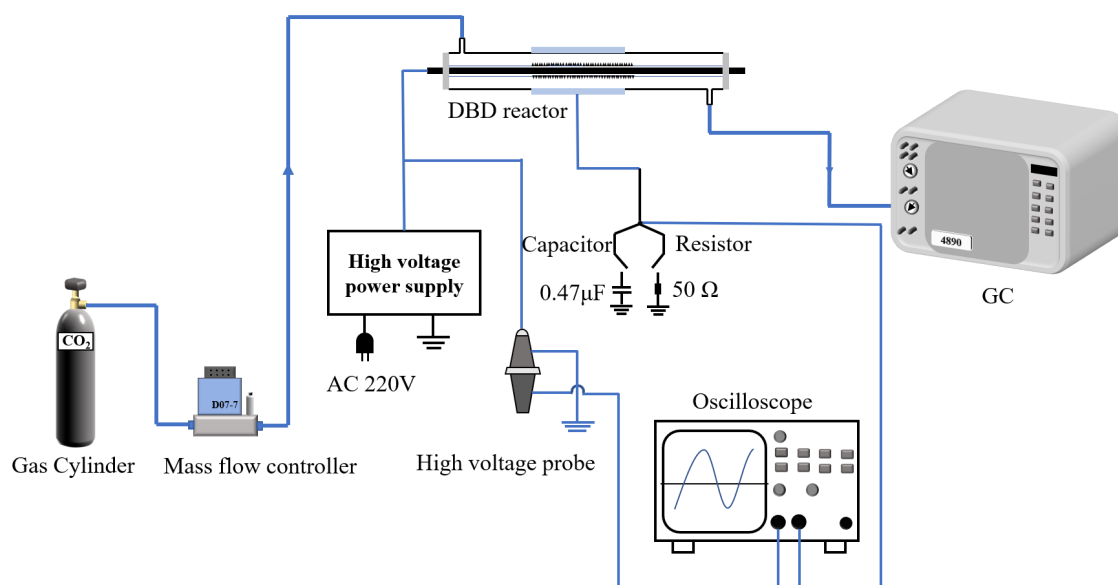 DBD reactor
High voltage
power supply
Capacitor
Resistor
0.47μF
50 Ω
4890
GC
CO₂
AC 220V
D07-7
Oscilloscope
Gas Cylinder
Mass flow controller
High voltage probe